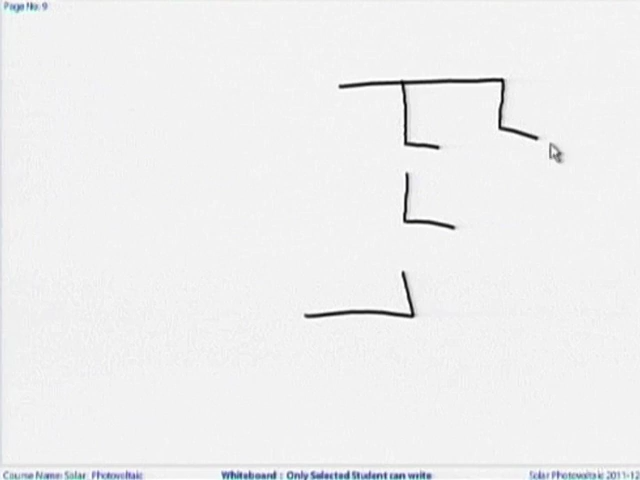 Page No: 9
Course Name: Solar Photovoltaic
Whiteboard : Only Selected Student can write
Solar Photovoltaic 2011-12